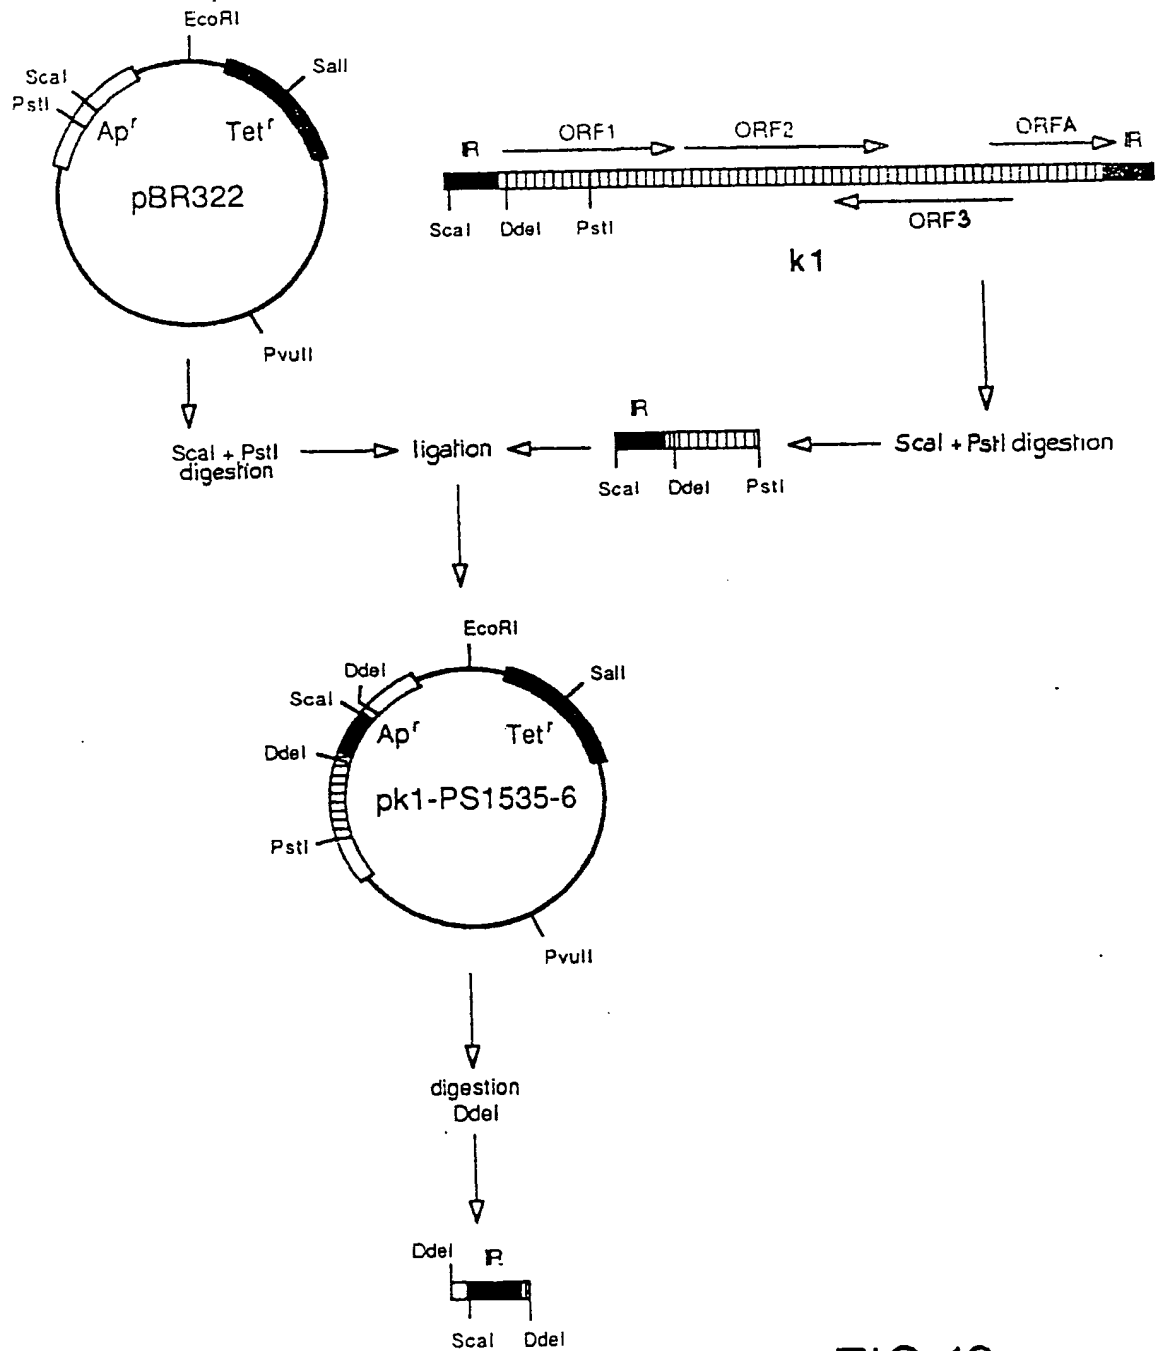 EcoRI
ScaI
SalI
PstI
Apʳ
Tetʳ
pBR322
PvuII
IR
ORF1
ORF2
ORFA
IR
ScaI
DdeI
PstI
ORF3
k1
ScaI + PstI
digestion
ligation
IR
ScaI
DdeI
PstI
ScaI + PstI digestion
EcoRI
DdeI
SalI
ScaI
Apʳ
Tetʳ
DdeI
pk1-PS1535-6
PstI
PvuII
digestion
DdeI
DdeI
IR
ScaI
DdeI